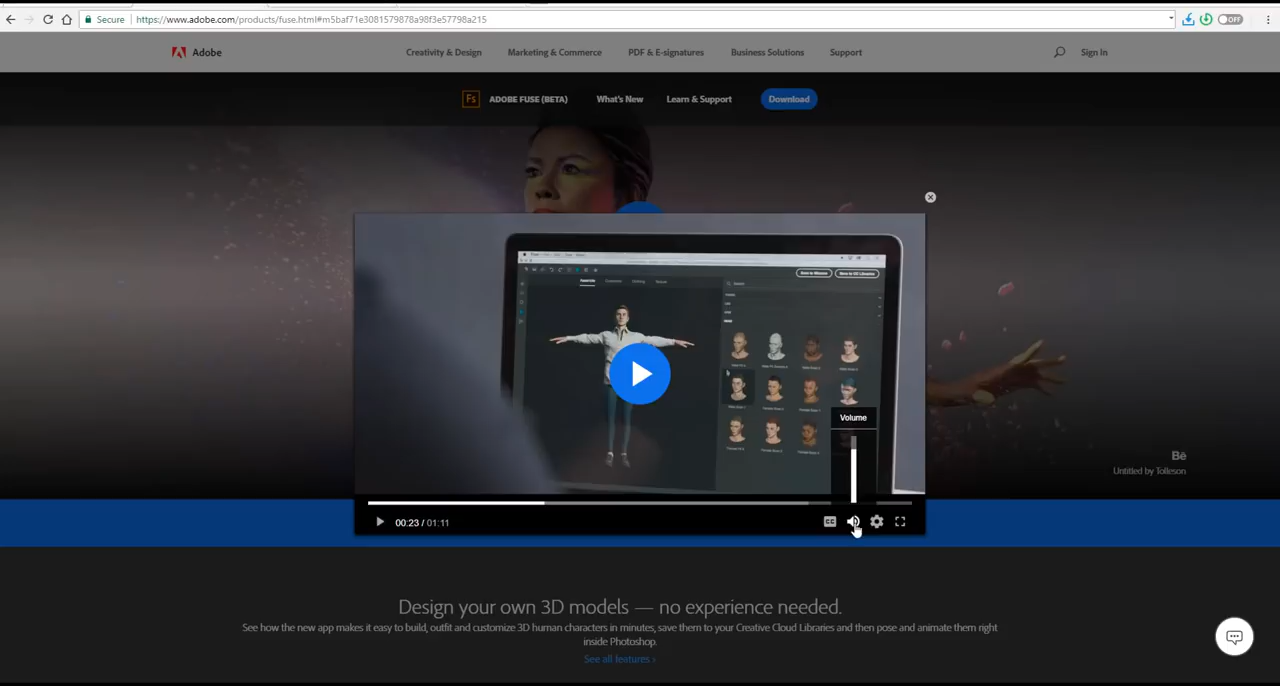 Secure https://www.adobe.com/products/fuse.html#m5baf71e3081579878a98f3e57798a215 OFF
Adobe Creativity & Design Marketing & Commerce PDF & E-signatures Business Solutions Support Sign in
Fs ADOBE FUSE (BETA) What's New Learn & Support Download
Volume
Bē
Untitled by Tolleson
00:23 / 01:11 CC
Design your own 3D models — no experience needed.
See how the new app makes it easy to build, outfit and customize 3D human characters in minutes, save them to your Creative Cloud Libraries and then pose and animate them right
inside Photoshop.
See all features ›